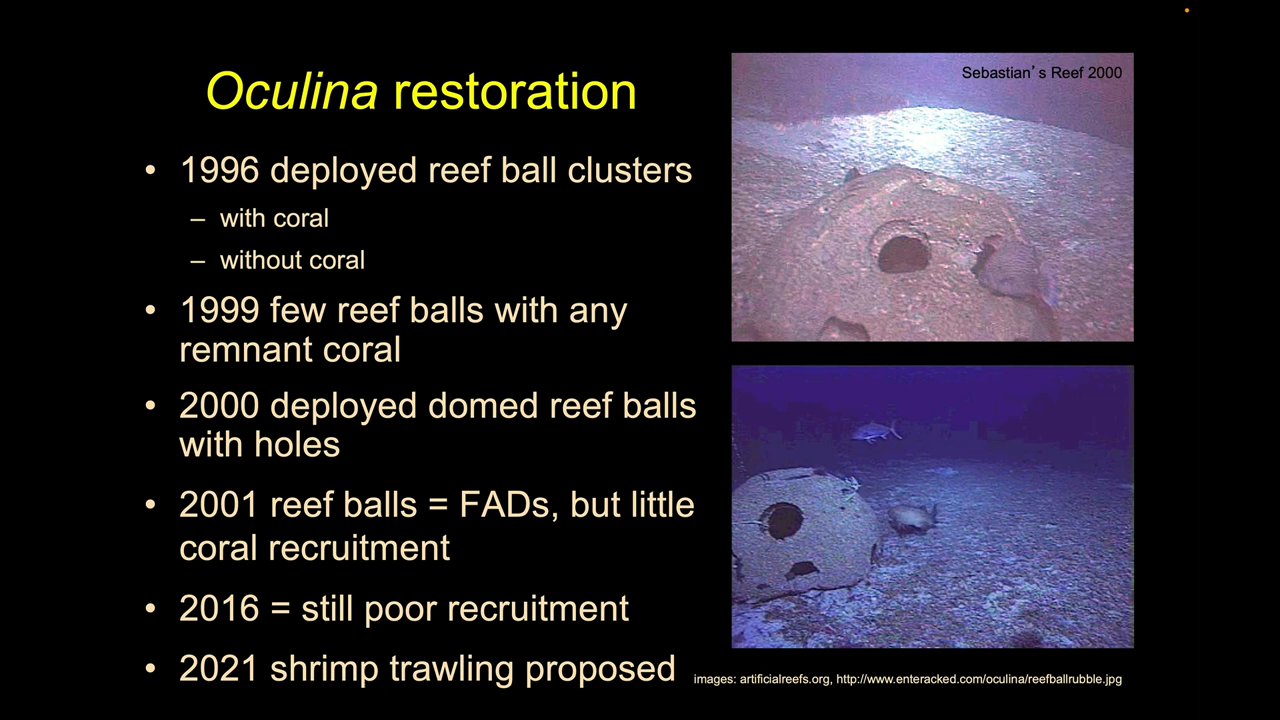 Oculina restoration
• 1996 deployed reef ball clusters
– with coral
– without coral
• 1999 few reef balls with any
remnant coral
• 2000 deployed domed reef balls
with holes
• 2001 reef balls = FADs, but little
coral recruitment
• 2016 = still poor recruitment
• 2021 shrimp trawling proposed
Sebastian’s Reef 2000
images: artificialreefs.org, http://www.enteracked.com/oculina/reefballrubble.jpg